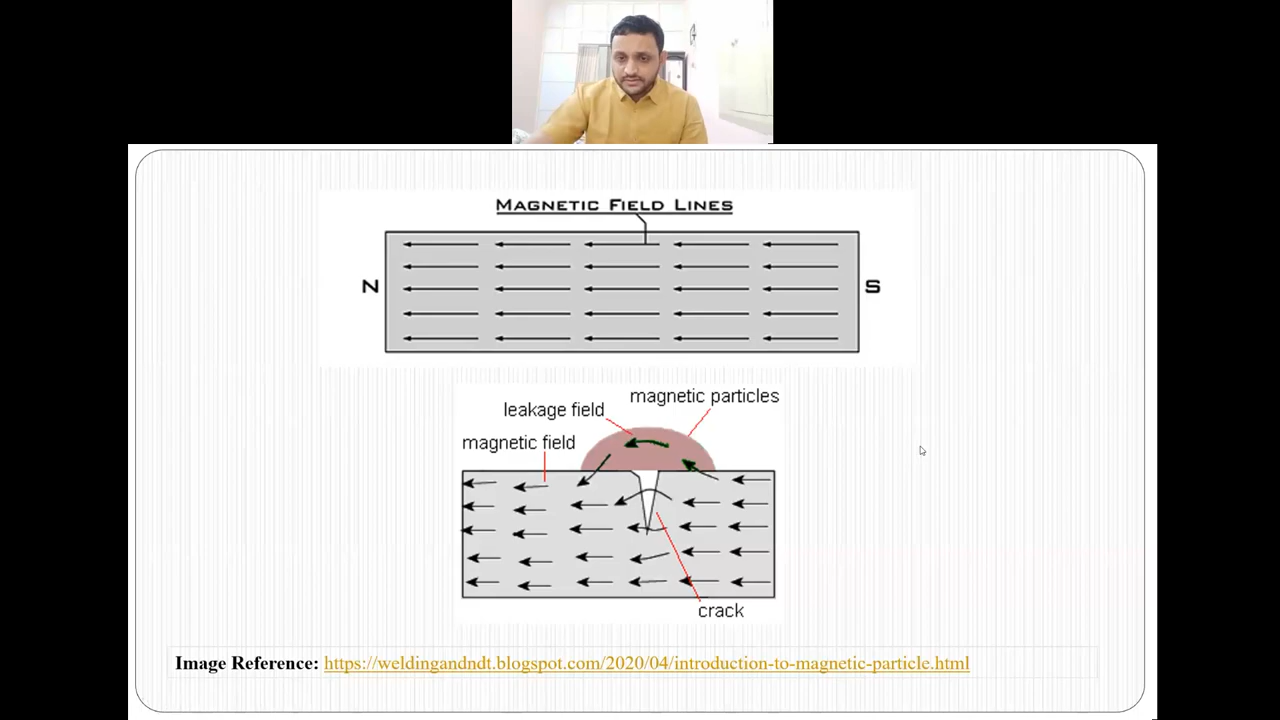 MAGNETIC FIELD LINES
N
S
magnetic particles
leakage field
magnetic field
crack
Image Reference: https://weldingandndt.blogspot.com/2020/04/introduction-to-magnetic-particle.html